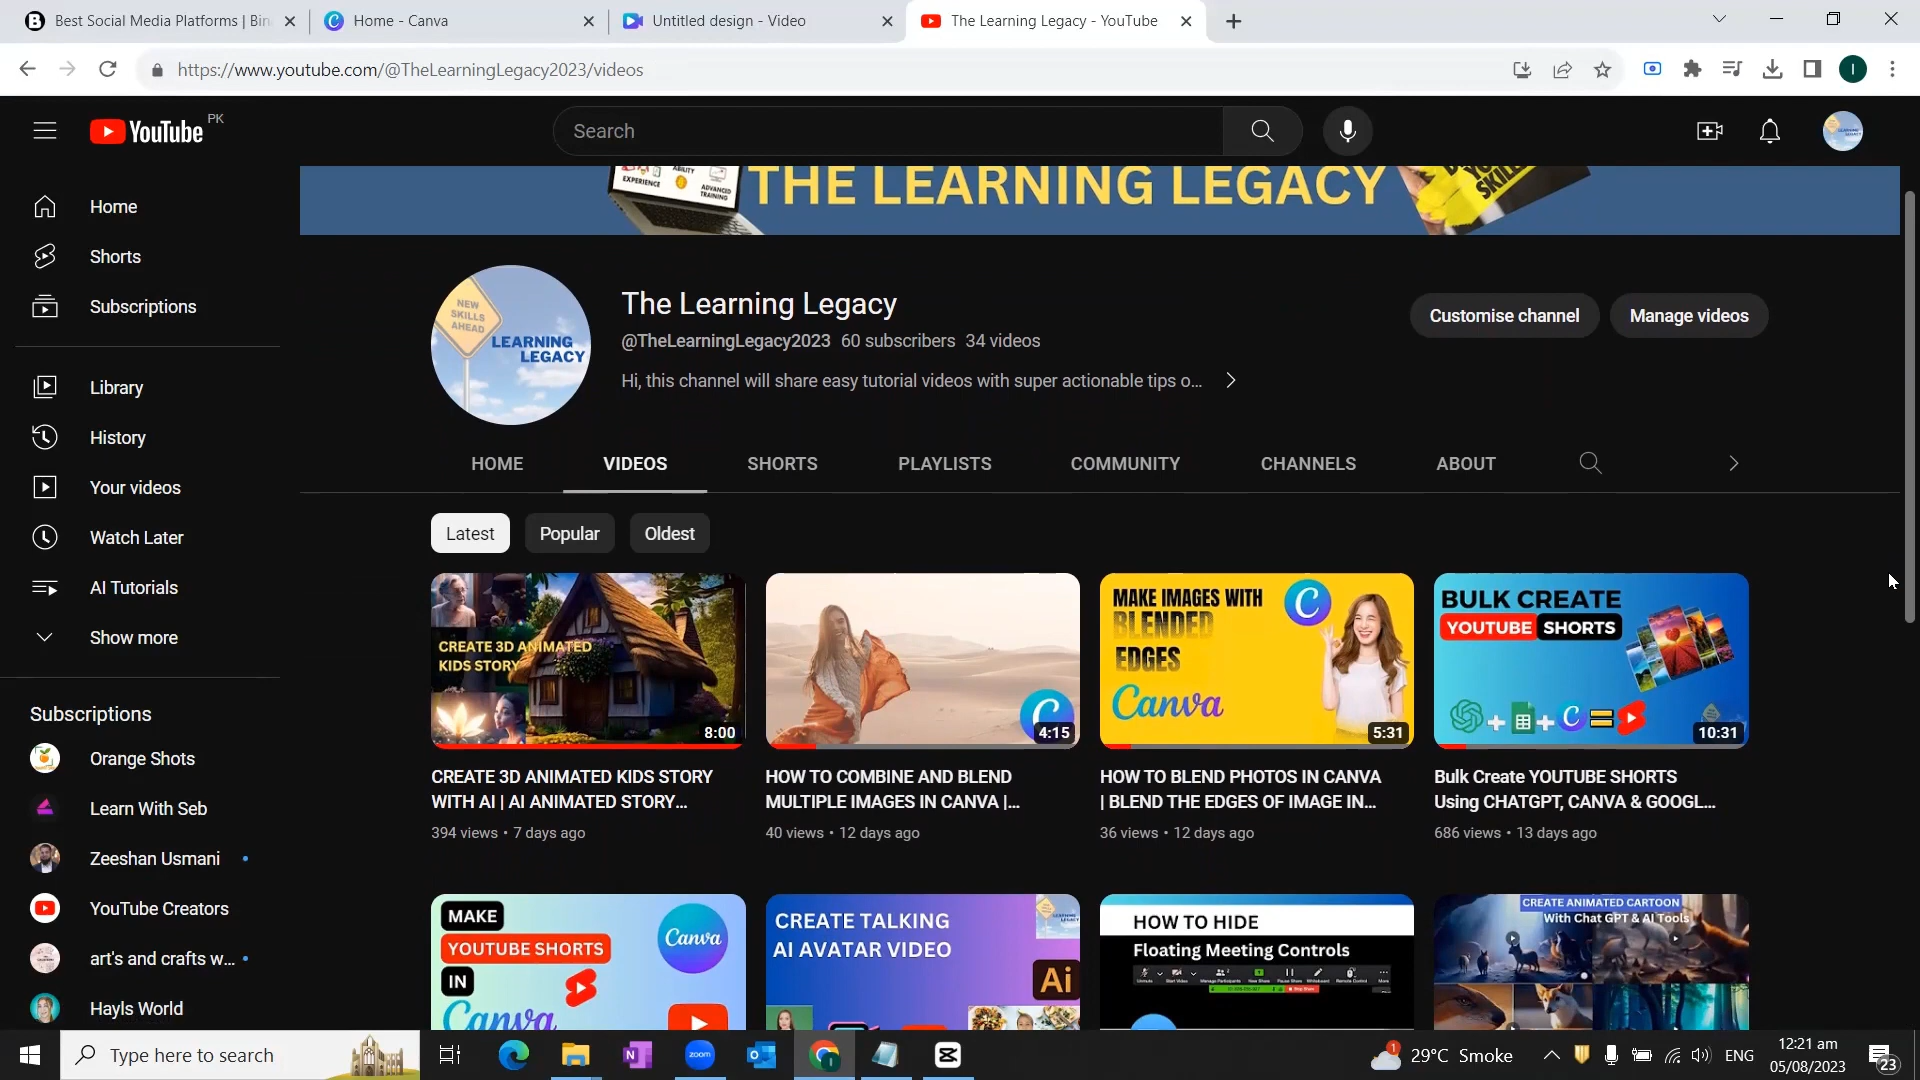 Best Social Media Platforms | Bin
Home - Canva
Untitled design - Video
The Learning Legacy - YouTube
https://www.youtube.com/@TheLearningLegacy2023/videos
I
YouTube
PK
Search
EXPERIENCE
ABILITY
ADVANCED
TRAINING
THE LEARNING LEGACY
Home
Shorts
Subscriptions
Library
History
Your videos
Watch Later
AI Tutorials
Show more
Subscriptions
Orange Shots
Learn With Seb
Zeeshan Usmani
YouTube Creators
art's and crafts w...
Hayls World
NEW
SKILLS
AHEAD
LEARNING
LEGACY
The Learning Legacy
@TheLearningLegacy2023 60 subscribers 34 videos
Hi, this channel will share easy tutorial videos with super actionable tips o...
Customise channel
Manage videos
HOME
VIDEOS
SHORTS
PLAYLISTS
COMMUNITY
CHANNELS
ABOUT
Latest
Popular
Oldest
CREATE 3D ANIMATED
KIDS STORY
8:00
CREATE 3D ANIMATED KIDS STORY
WITH AI | AI ANIMATED STORY...
394 views • 7 days ago
4:15
HOW TO COMBINE AND BLEND
MULTIPLE IMAGES IN CANVA |...
40 views • 12 days ago
MAKE IMAGES WITH
BLENDED
EDGES
Canva
5:31
HOW TO BLEND PHOTOS IN CANVA
| BLEND THE EDGES OF IMAGE IN...
36 views • 12 days ago
BULK CREATE
YOUTUBE SHORTS
10:31
Bulk Create YOUTUBE SHORTS
Using CHATGPT, CANVA & GOOGL...
686 views • 13 days ago
MAKE
YOUTUBE SHORTS
IN
Canva
Canva
CREATE TALKING
AI AVATAR VIDEO
Ai
HOW TO HIDE
Floating Meeting Controls
CREATE ANIMATED CARTOON
With Chat GPT & AI Tools
Type here to search
zoom
1
29°C Smoke
ENG
12:21 am
05/08/2023
23